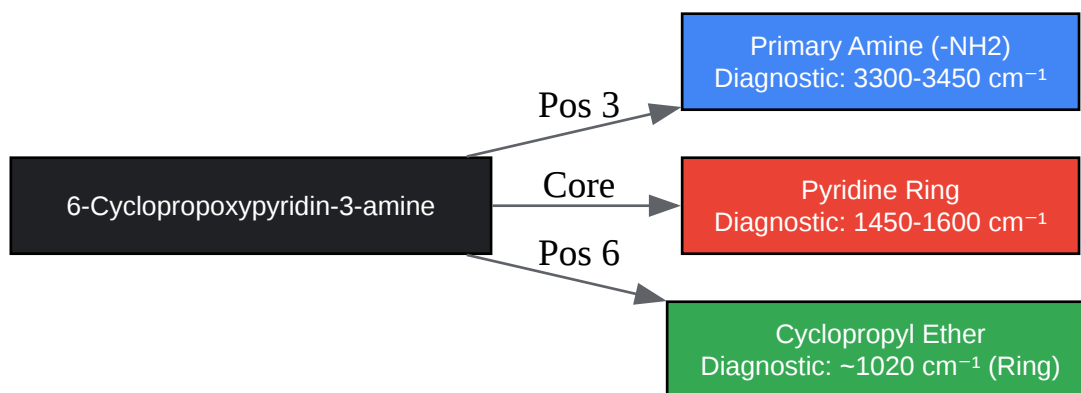 Primary Amine (-NH2)
Diagnostic: 3300-3450 cm⁻¹
Pos 3
6-Cyclopropoxypyridin-3-amine
Core
Pyridine Ring
Diagnostic: 1450-1600 cm⁻¹
Pos 6
Cyclopropyl Ether
Diagnostic: ~1020 cm⁻¹ (Ring)